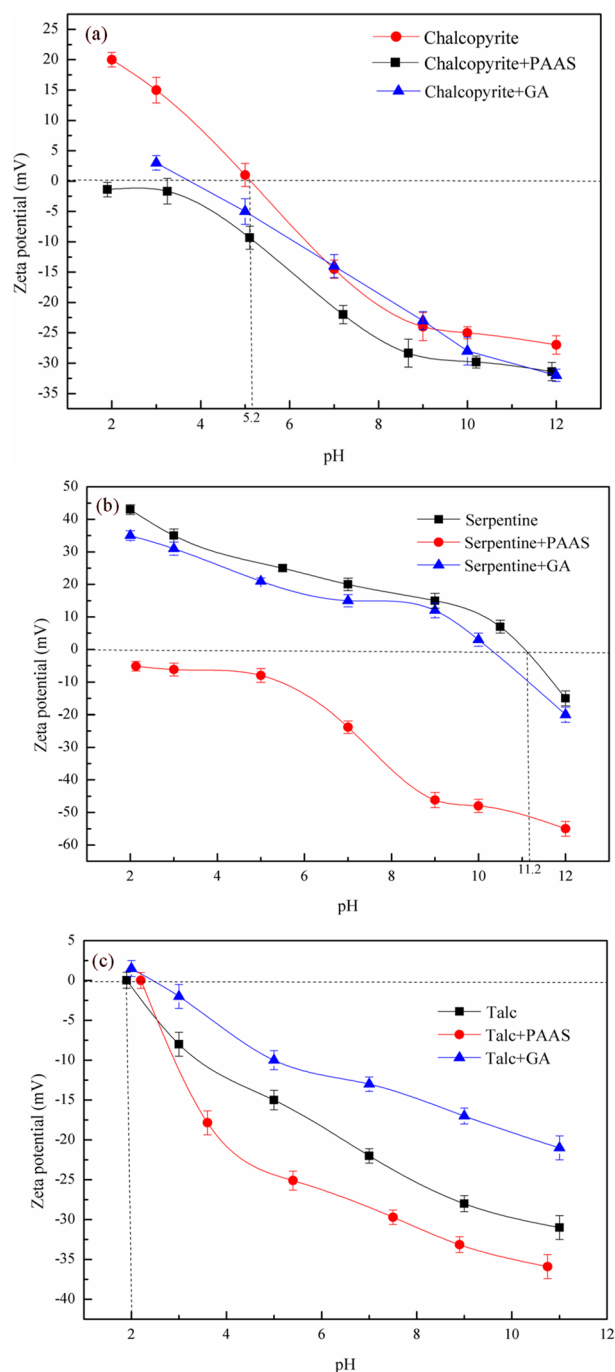 (a)
Chalcopyrite
Chalcopyrite+PAAS
Chalcopyrite+GA
25
20
15
10
5
0
-5
-10
-15
-20
-25
-30
-35
Zeta potential (mV)
2 4 5.2 6 8 10 12
pH
(b)
Serpentine
Serpentine+PAAS
Serpentine+GA
50
40
30
20
10
0
-10
-20
-30
-40
-50
-60
Zeta potential (mV)
2 4 6 8 10 11.2 12
pH
(c)
Talc
Talc+PAAS
Talc+GA
5
0
-5
-10
-15
-20
-25
-30
-35
-40
Zeta potential (mV)
2 4 6 8 10 12
pH